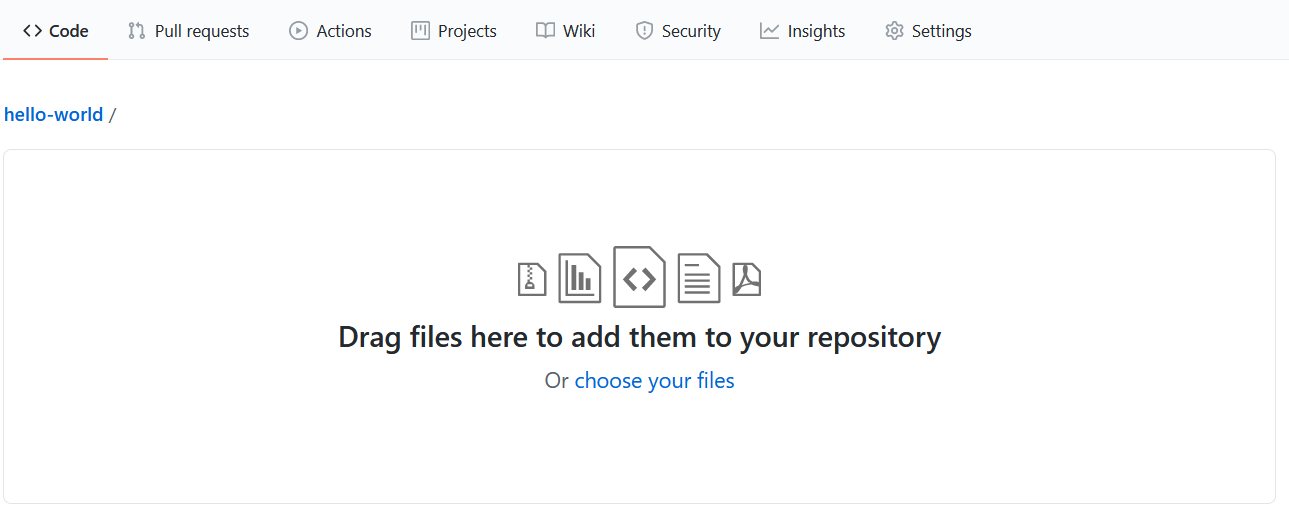 Code Pull requests Actions Projects Wiki Security Insights Settings
hello-world /
Drag files here to add them to your repository
Or choose your files